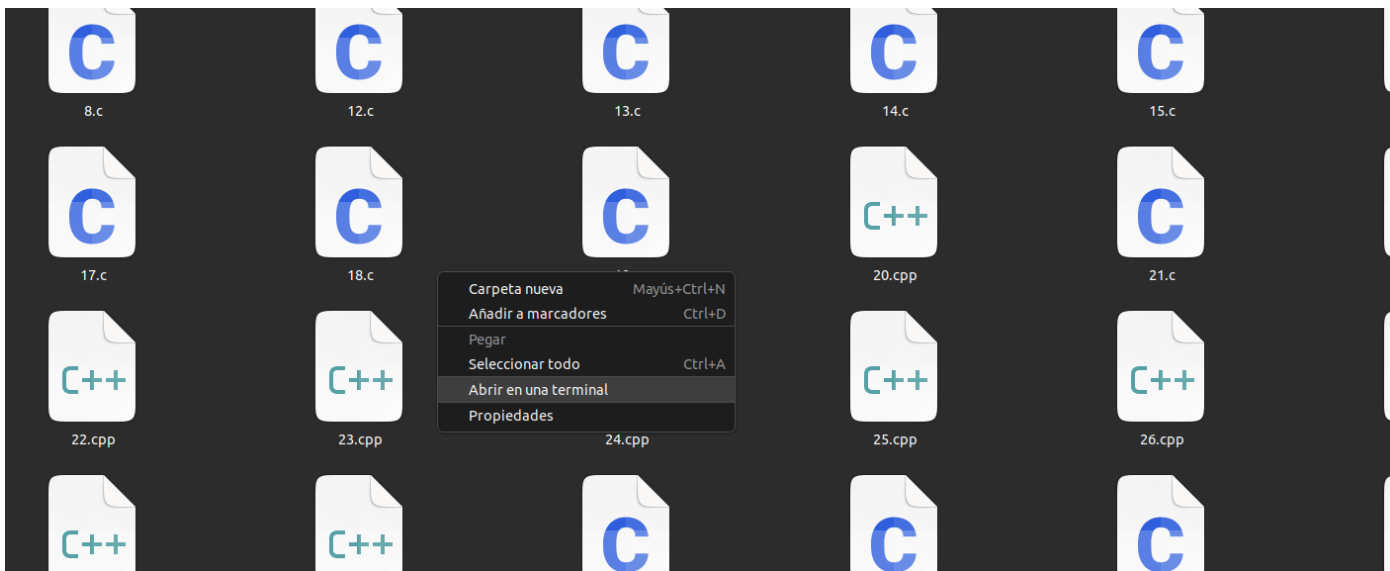 8.c
12.c
13.c
14.c
15.c
17.c
18.c
20.cpp
21.c
Carpeta nueva Mayús+Ctrl+N
Añadir a marcadores Ctrl+D
Pegar
Seleccionar todo Ctrl+A
Abrir en una terminal
Propiedades
22.cpp
23.cpp
24.cpp
25.cpp
26.cpp